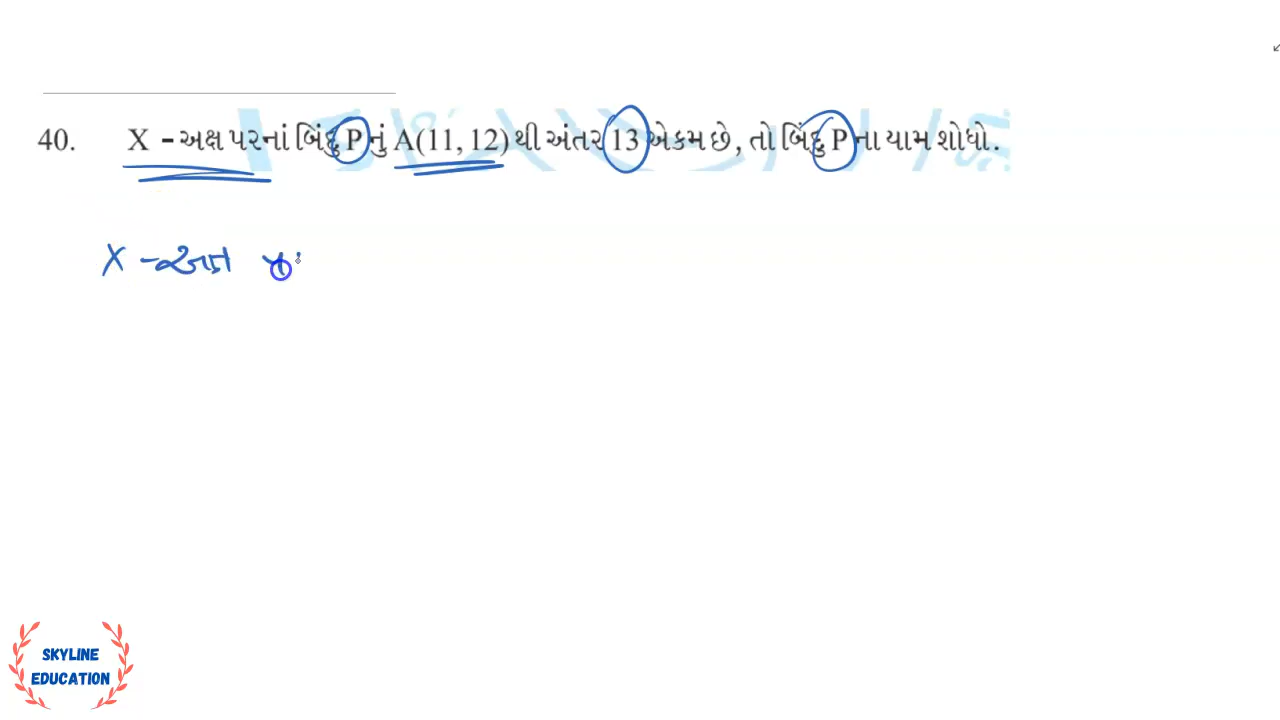 40. X - અક્ષ પરનાં બિંદુ P નું A(11, 12) થી અંતર 13 એકમ છે, તો બિંદુ P ના યામ શોધો.
X - અક્ષ
SKYLINE
EDUCATION